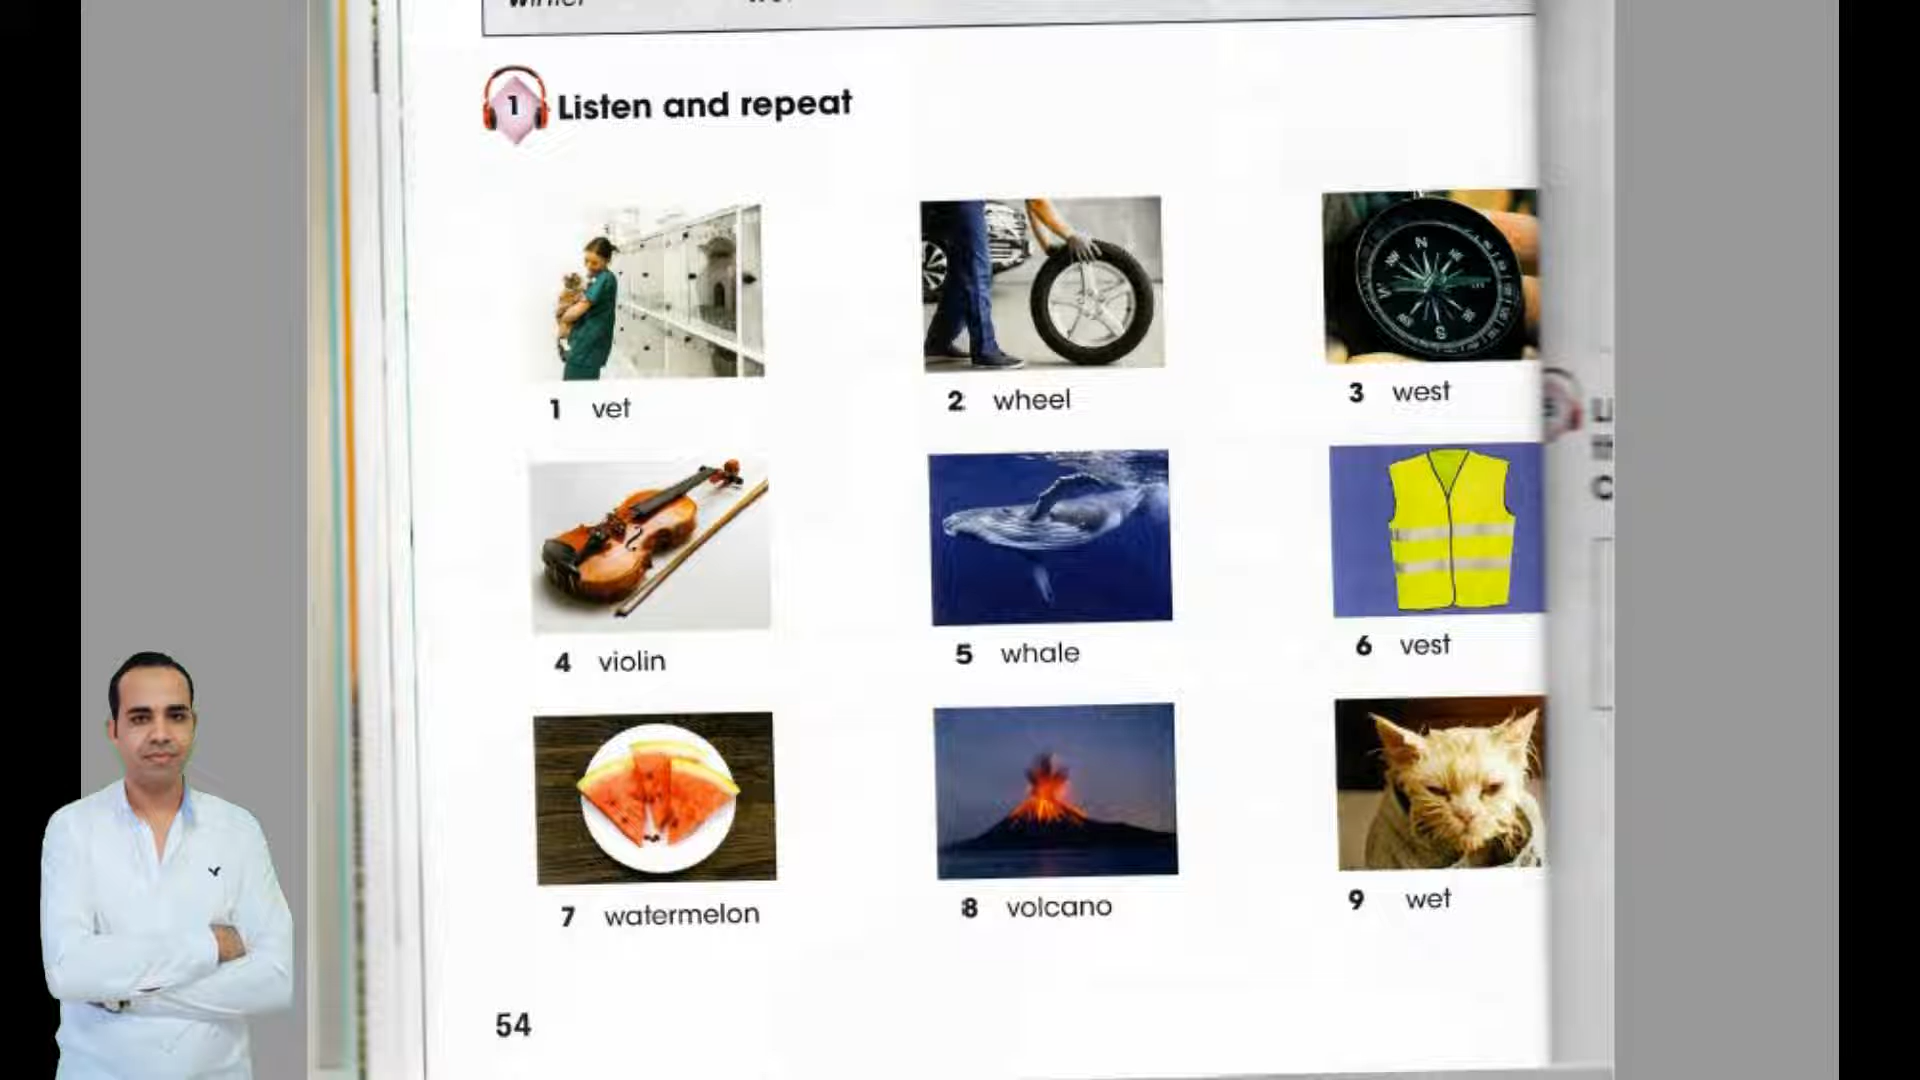 winter
1 Listen and repeat
1 vet
2 wheel
3 west
4 violin
5 whale
6 vest
7 watermelon
8 volcano
9 wet
54